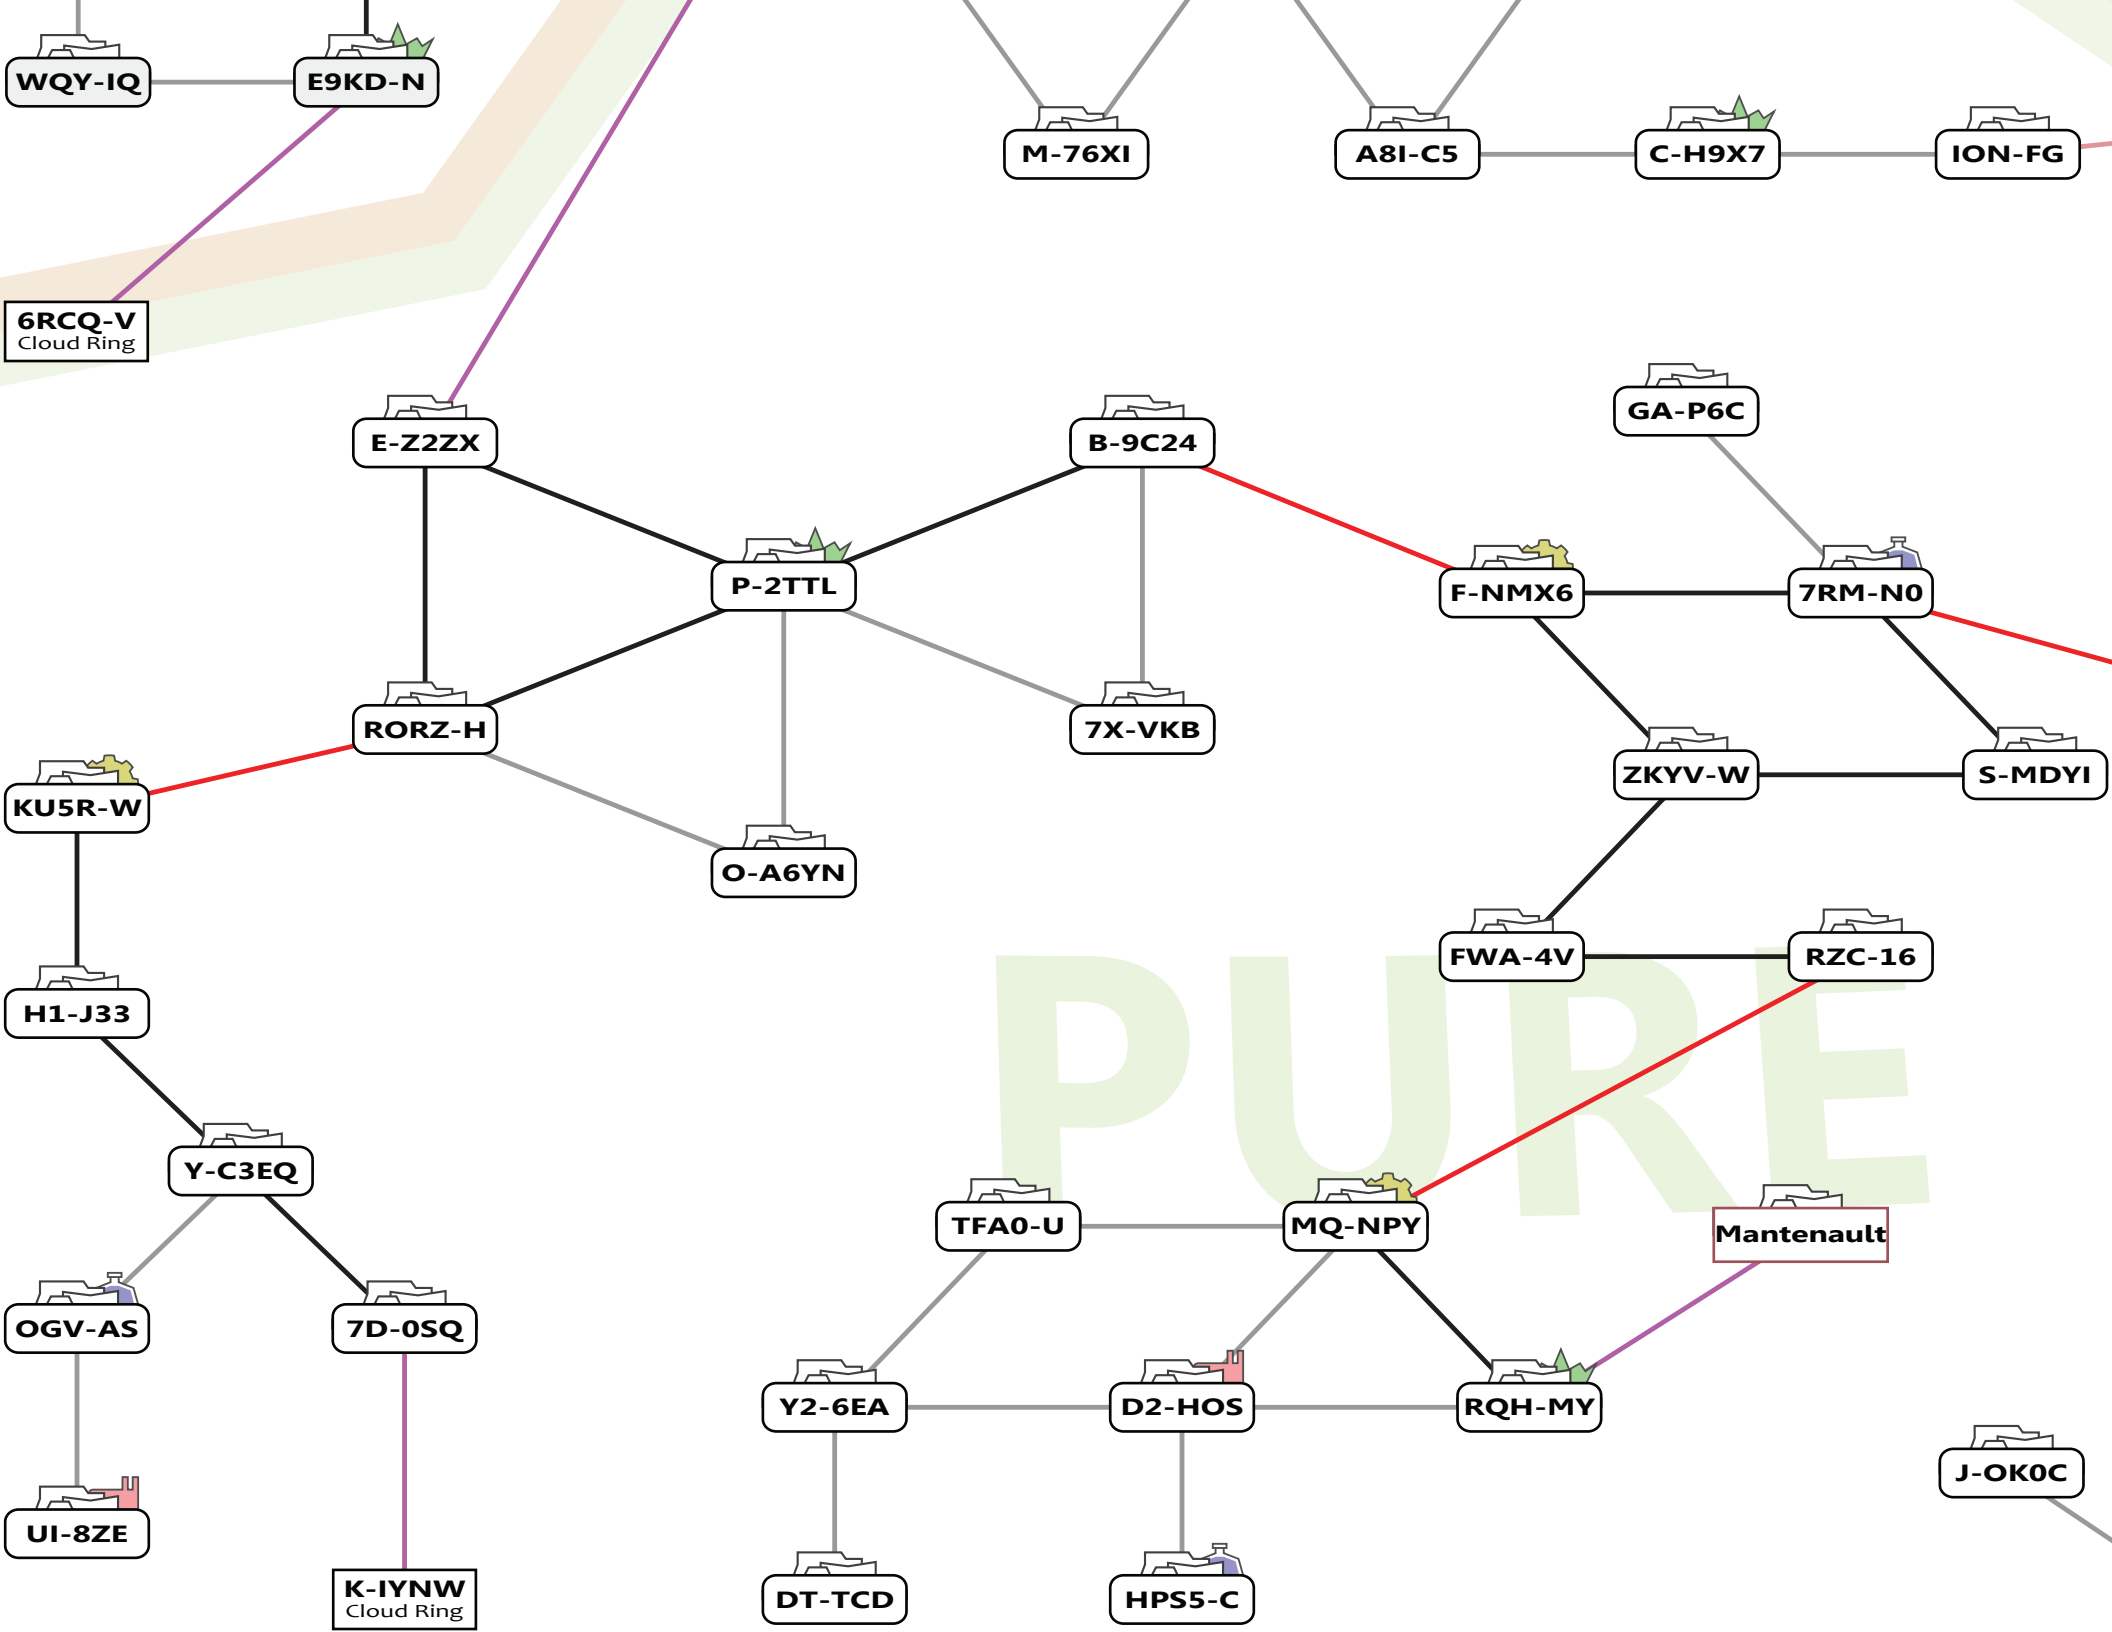 WQY-IQ
E9KD-N
M-76XI
A8I-C5
C-H9X7
ION-FG
6RCQ-V
Cloud Ring
GA-P6C
E-Z2ZX
B-9C24
P-2TTL
F-NMX6
7RM-N0
RORZ-H
7X-VKB
ZKYV-W
S-MDYI
KU5R-W
O-A6YN
FWA-4V
RZC-16
H1-J33
PURE
Y-C3EQ
TFA0-U
MQ-NPY
Mantenault
OGV-AS
7D-0SQ
Y2-6EA
D2-HOS
RQH-MY
J-OK0C
UI-8ZE
K-IYNW
Cloud Ring
DT-TCD
HPS5-C